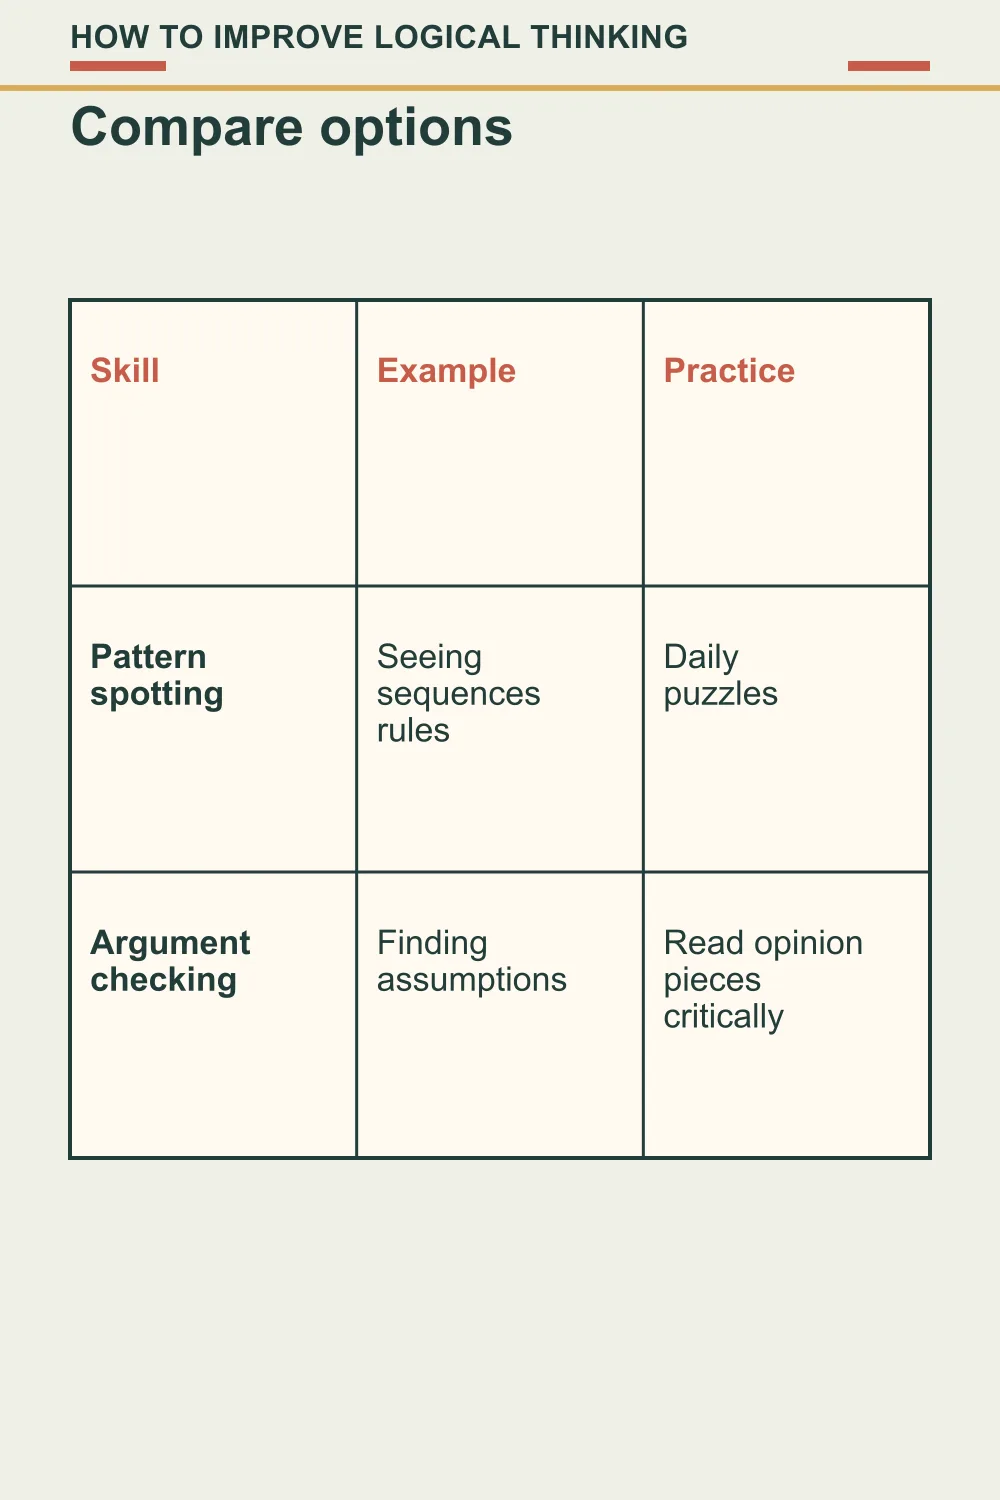 HOW TO IMPROVE LOGICAL THINKING
Compare options
Skill
Example
Practice
Pattern
spotting
Seeing
sequences
rules
Daily
puzzles
Argument
checking
Finding
assumptions
Read opinion
pieces
critically